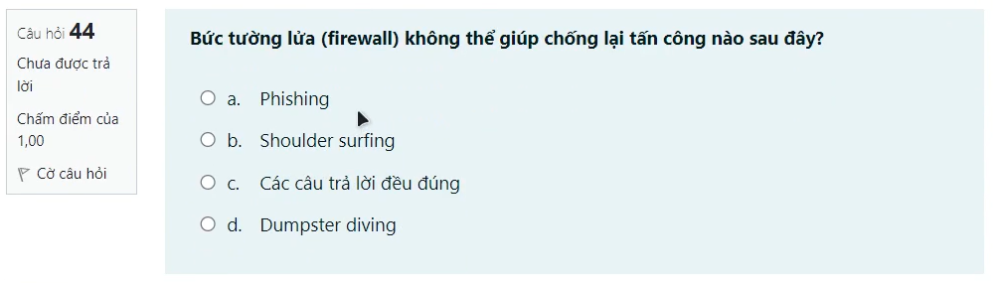 Câu hỏi 44
Chưa được trả
lời
Chấm điểm của
1,00
Cờ câu hỏi
Bức tường lửa (firewall) không thể giúp chống lại tấn công nào sau đây?
a. Phishing
b. Shoulder surfing
c. Các câu trả lời đều đúng
d. Dumpster diving